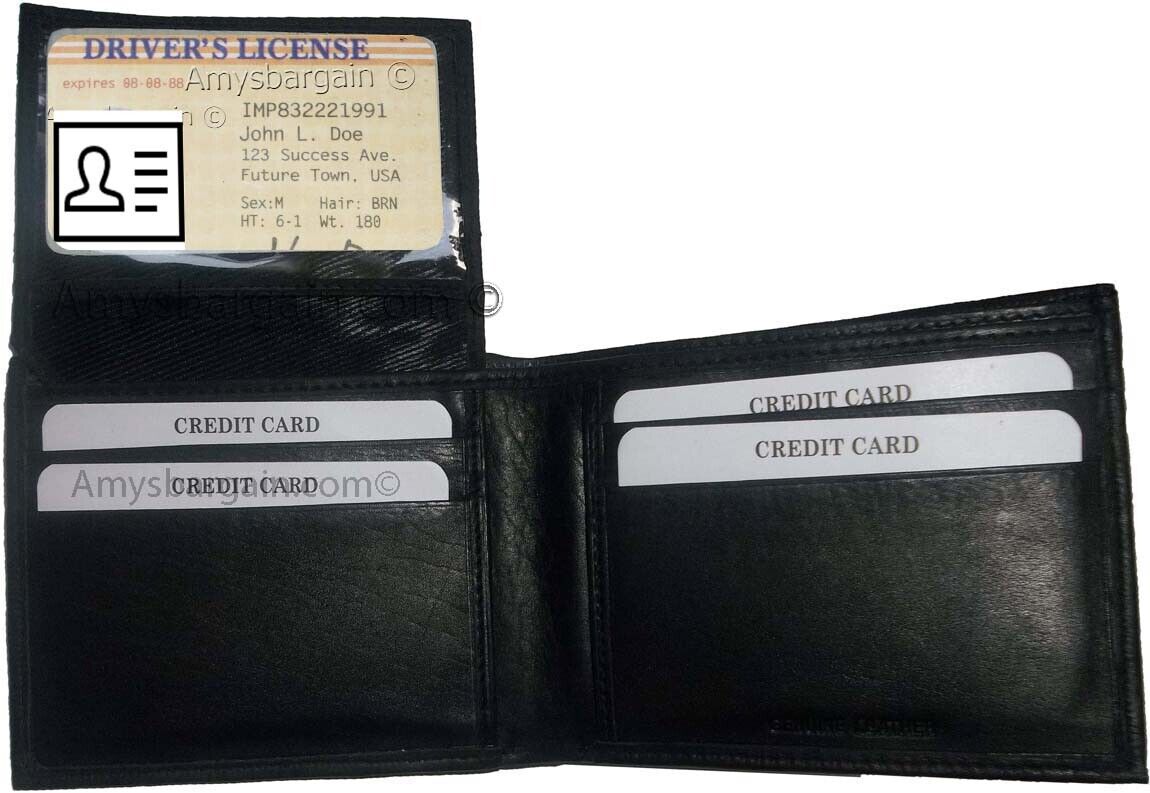 DRIVER'S LICENSE
expires 08-08-88
Amysbargain ©
in ©
IMP832221991
John L. Doe
123 Success Ave.
Future Town, USA
Sex:M Hair: BRN
HT: 6-1 Wt. 180
Amysbargain.com ©
CREDIT CARD
CREDIT CARD
Amysbargain.com©
CREDIT CARD
CREDIT CARD
GENUINE LEATHER